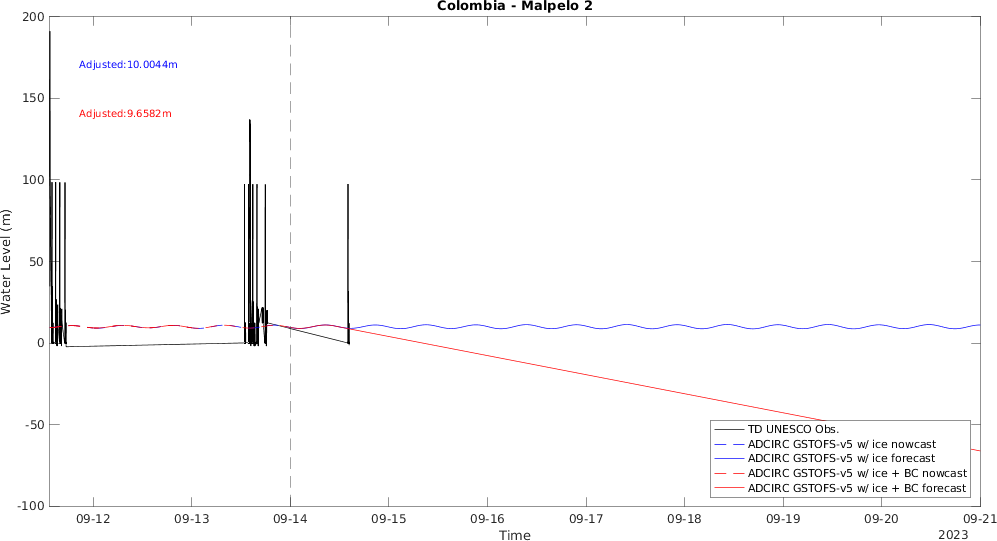 Colombia - Malpelo 2
200
150
100
50
0
-50
-100
Water Level (m)
Adjusted:10.0044m
Adjusted:9.6582m
TD UNESCO Obs.
ADCIRC GSTOFS-v5 w/ ice nowcast
ADCIRC GSTOFS-v5 w/ ice forecast
ADCIRC GSTOFS-v5 w/ ice + BC nowcast
ADCIRC GSTOFS-v5 w/ ice + BC forecast
09-12 09-13 09-14 09-15 09-16 09-17 09-18 09-19 09-20 09-21
Time
2023